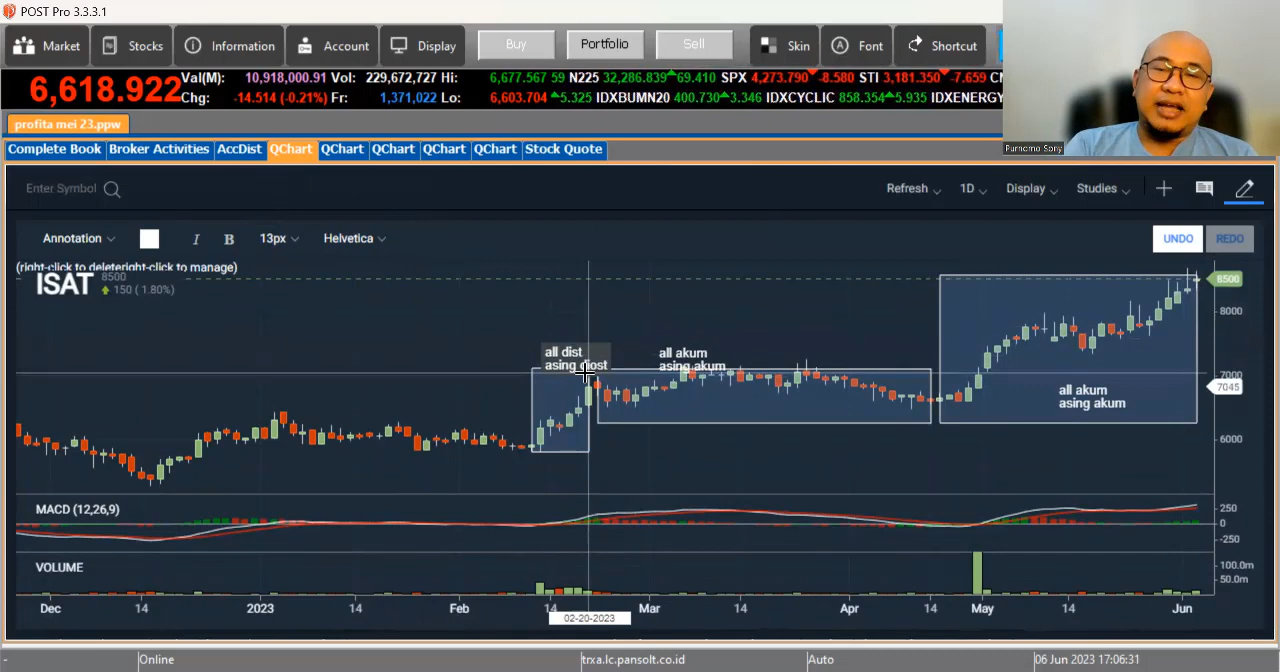 POST Pro 3.3.3.1
Market Stocks Information Account Display Buy Portfolio Sell Skin Font Shortcut
6,618.922
Val(M): 10,918,000.91 Vol: 229,672,727 Hi: 6,677.567 59 N225 32,286.839 69.410 SPX 4,273.790 -8.580 STI 3,181.350 -7.659 CN
Chg: -14.514 (-0.21%) Fr: 1,371,022 Lo: 6,603.704 5.325 IDXBUMN20 400.730 3.346 IDXCYCLIC 858.354 5.935 IDXENERGY
Purnomo Sony
profita mei 23.ppw
Complete Book Broker Activities AccDist QChart QChart QChart QChart QChart Stock Quote
Enter Symbol Refresh 1D Display Studies
Annotation I B 13px Helvetica UNDO REDO
(right-click to deleteright-click to manage)
ISAT 8500
150 ( 1.80%)
8500
8000
7000
7045
6000
all dist
asing diost
all akum
asing akum
all akum
asing akum
MACD (12,26,9)
250
0
-250
VOLUME
100.0m
50.0m
Dec 14 2023 14 Feb 14 Mar 14 Apr 14 May 14 Jun
02-20-2023
- Online trxa.lc.pansolt.co.id Auto 06 Jun 2023 17:06:31